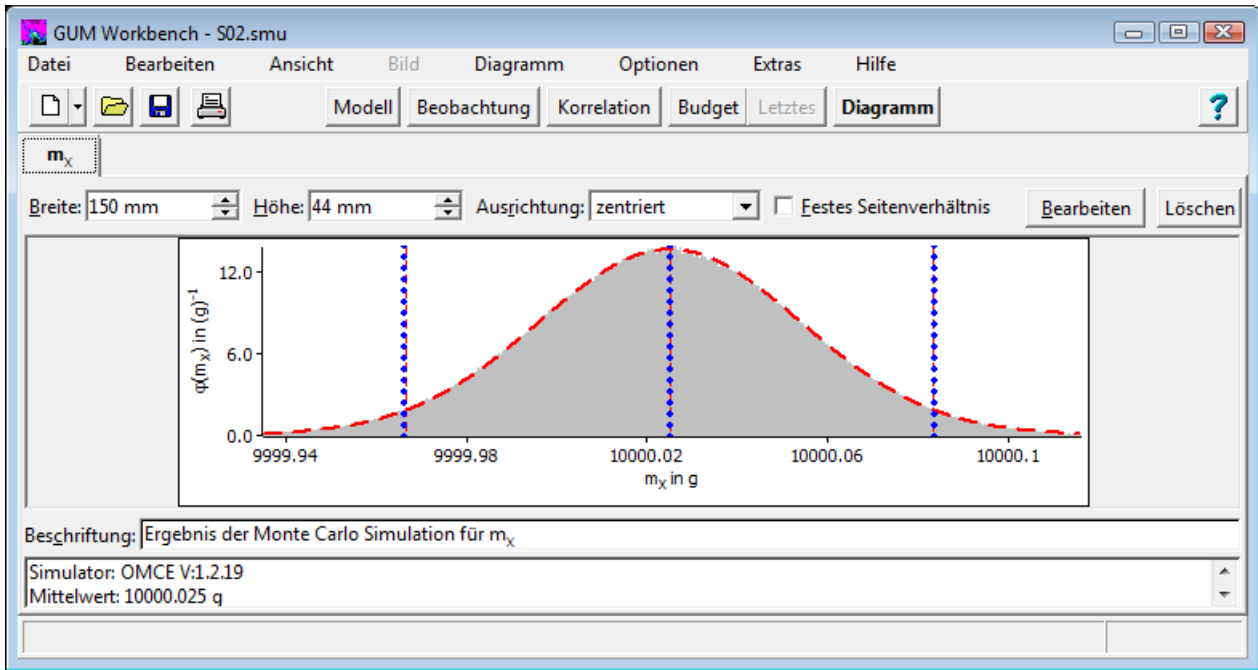 GUM Workbench - S02.smu
Datei Bearbeiten Ansicht Bild Diagramm Optionen Extras Hilfe
Modell Beobachtung Korrelation Budget Letztes Diagramm ?
mX
Breite: 150 mm Höhe: 44 mm Ausrichtung: zentriert Festes Seitenverhältnis Bearbeiten Löschen
φ(mX) in (g)⁻¹
12.0
6.0
0.0
9999.94 9999.98 10000.02 10000.06 10000.1
mX in g
Beschriftung: Ergebnis der Monte Carlo Simulation für mX
Simulator: OMCE V:1.2.19
Mittelwert: 10000.025 g